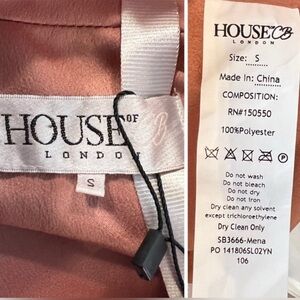 HOUSE OF CB
LONDON
S
HOUSE CB
LONDON
Size: S
Made In: China
COMPOSITION:
RN#150550
100%Polyester
Do not wash
Do not bleach
Do not dry
Do not Iron
Dry clean any solvent
except trichloroethylene
Dry Clean Only
SB3666-Mena
PO 141806SL02YN
106